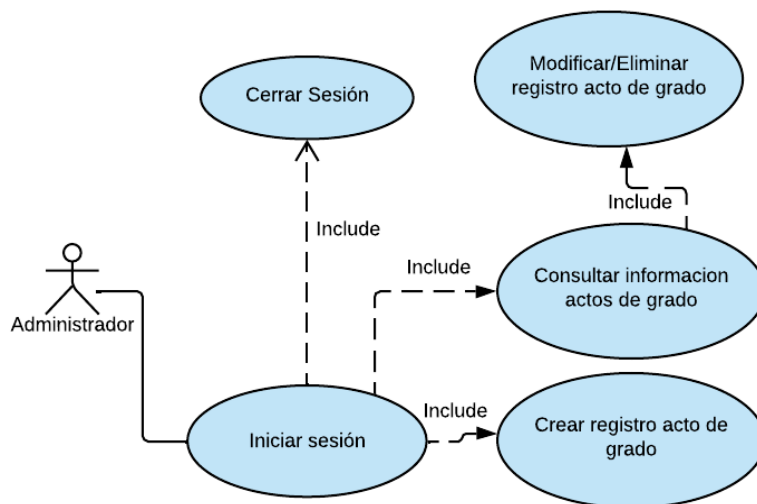 Modificar/Eliminar
registro acto de grado
Cerrar Sesión
Include
Include
Include
Consultar informacion
actos de grado
Administrador
Include
Iniciar sesión
Crear registro acto de
grado